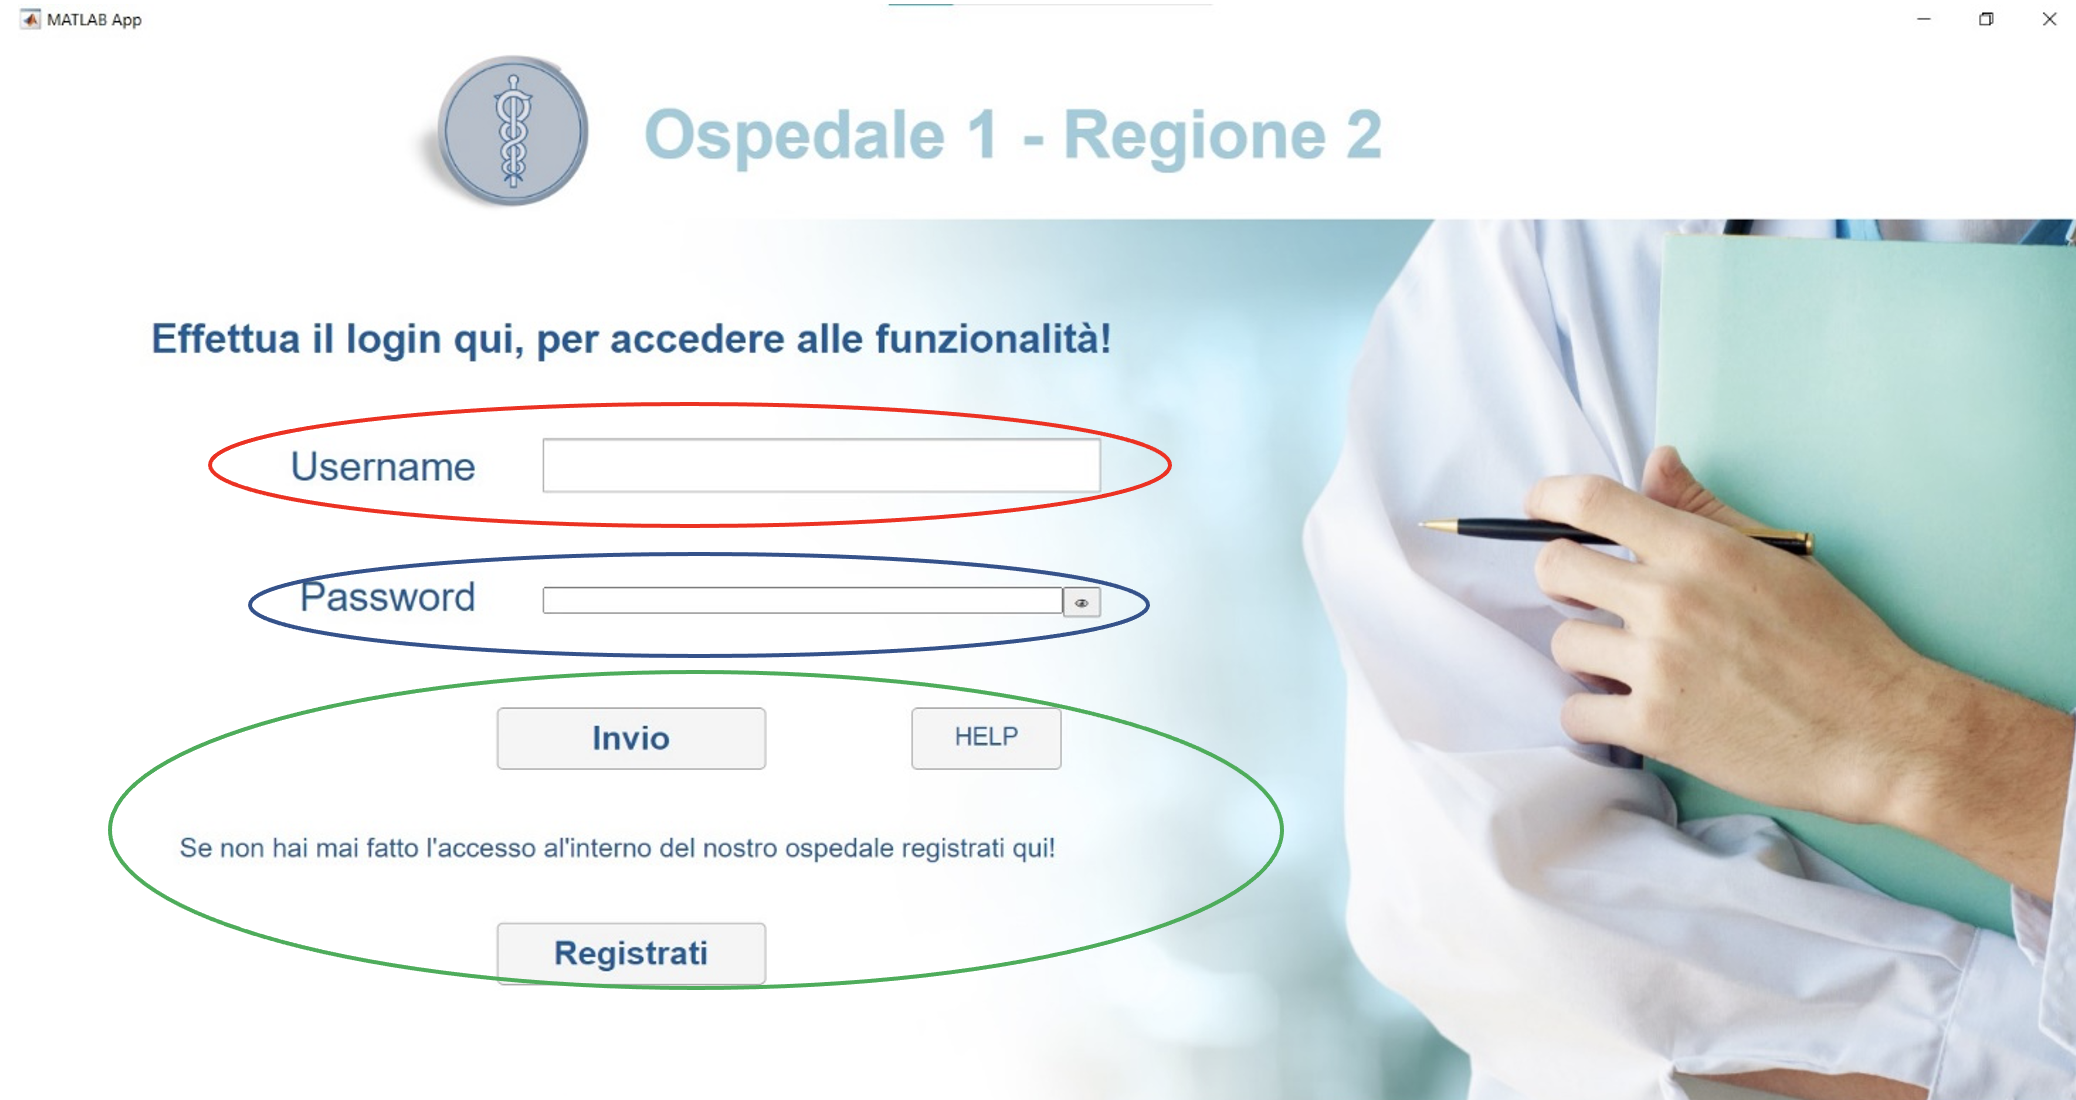 MATLAB App
Ospedale 1 - Regione 2
Effettua il login qui, per accedere alle funzionalità!
Username
Password
Invio
HELP
Se non hai mai fatto l'accesso al'interno del nostro ospedale registrati qui!
Registrati